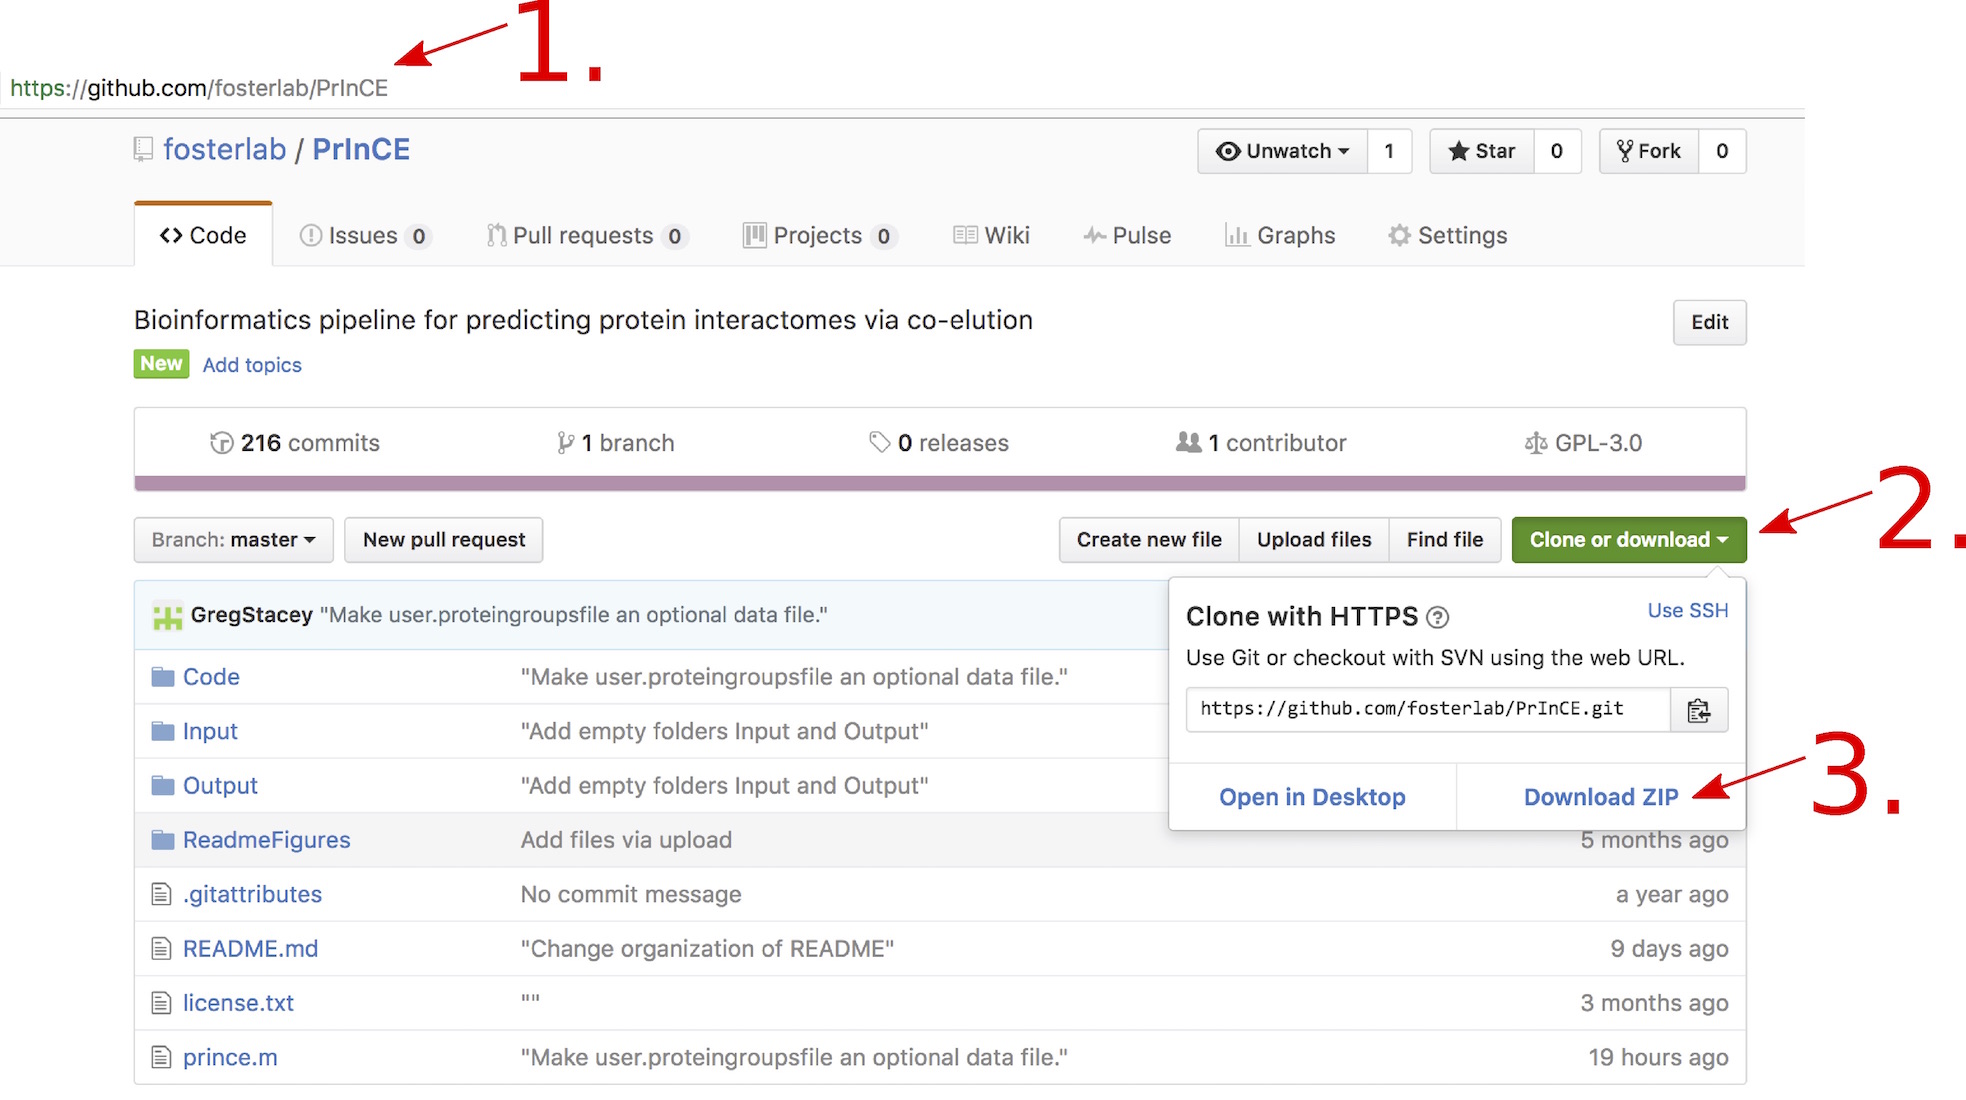 1.
https://github.com/fosterlab/PrInCE
fosterlab / PrInCE
Unwatch 1 Star 0 Fork 0
Code Issues 0 Pull requests 0 Projects 0 Wiki Pulse Graphs Settings
Bioinformatics pipeline for predicting protein interactomes via co-elution
Edit
New Add topics
216 commits 1 branch 0 releases 1 contributor GPL-3.0
2.
Branch: master New pull request Create new file Upload files Find file Clone or download
GregStacey "Make user.proteingroupsfile an optional data file."
Clone with HTTPS ? Use SSH
Use Git or checkout with SVN using the web URL.
https://github.com/fosterlab/PrInCE.git
Open in Desktop Download ZIP
3.
Code "Make user.proteingroupsfile an optional data file."
Input "Add empty folders Input and Output"
Output "Add empty folders Input and Output"
ReadmeFigures Add files via upload 5 months ago
.gitattributes No commit message a year ago
README.md "Change organization of README" 9 days ago
license.txt "" 3 months ago
prince.m "Make user.proteingroupsfile an optional data file." 19 hours ago